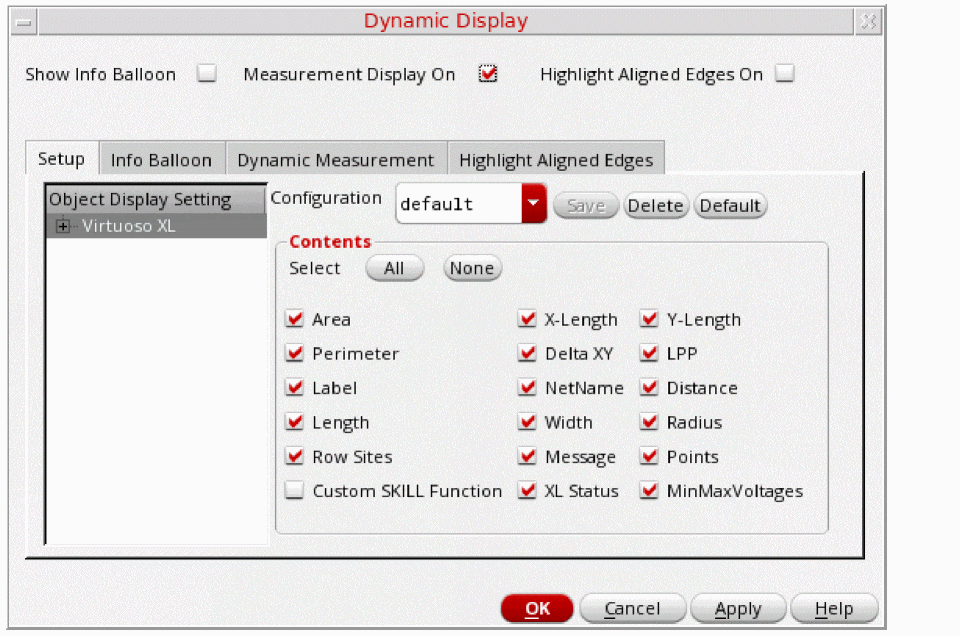 Dynamic Display
Show Info Balloon Measurement Display On Highlight Aligned Edges On
Setup Info Balloon Dynamic Measurement Highlight Aligned Edges
Object Display Setting Configuration default Save Delete Default
Virtuoso XL
Contents
Select All None
Area X-Length Y-Length
Perimeter Delta XY LPP
Label NetName Distance
Length Width Radius
Row Sites Message Points
Custom SKILL Function XL Status MinMaxVoltages
OK Cancel Apply Help